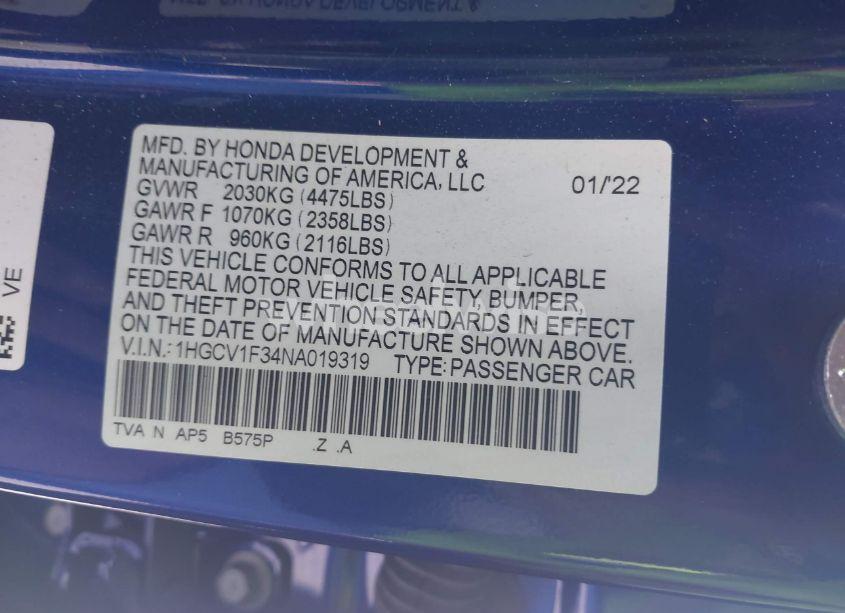 MFD. BY HONDA DEVELOPMENT &
MANUFACTURING OF AMERICA, LLC 01/'22
GVWR 2030KG (4475LBS)
GAWR F 1070KG (2358LBS)
GAWR R 960KG (2116LBS)
THIS VEHICLE CONFORMS TO ALL APPLICABLE
FEDERAL MOTOR VEHICLE SAFETY, BUMPER,
AND THEFT PREVENTION STANDARDS IN EFFECT
ON THE DATE OF MANUFACTURE SHOWN ABOVE.
V.I.N.: 1HGCV1F34NA019319 TYPE: PASSENGER CAR
TVA N AP5 B575P .Z .A
VE